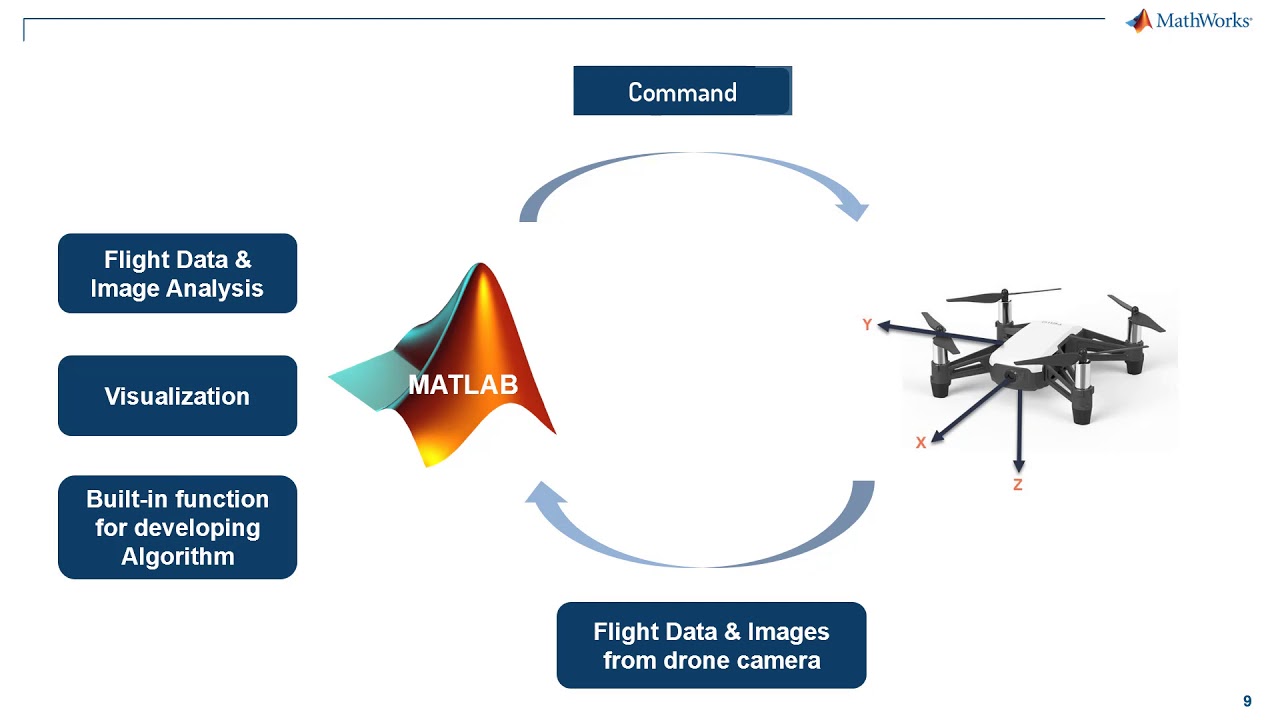 MathWorks®
Command
Flight Data &
Image Analysis
Visualization
Built-in function
for developing
Algorithm
MATLAB
Y
X
Z
Flight Data & Images
from drone camera
9